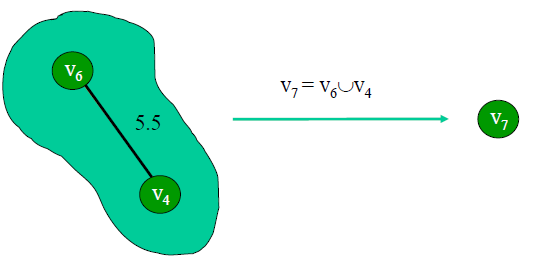 v₆
5.5
v₄
v₇ = v₆∪v₄
v₇